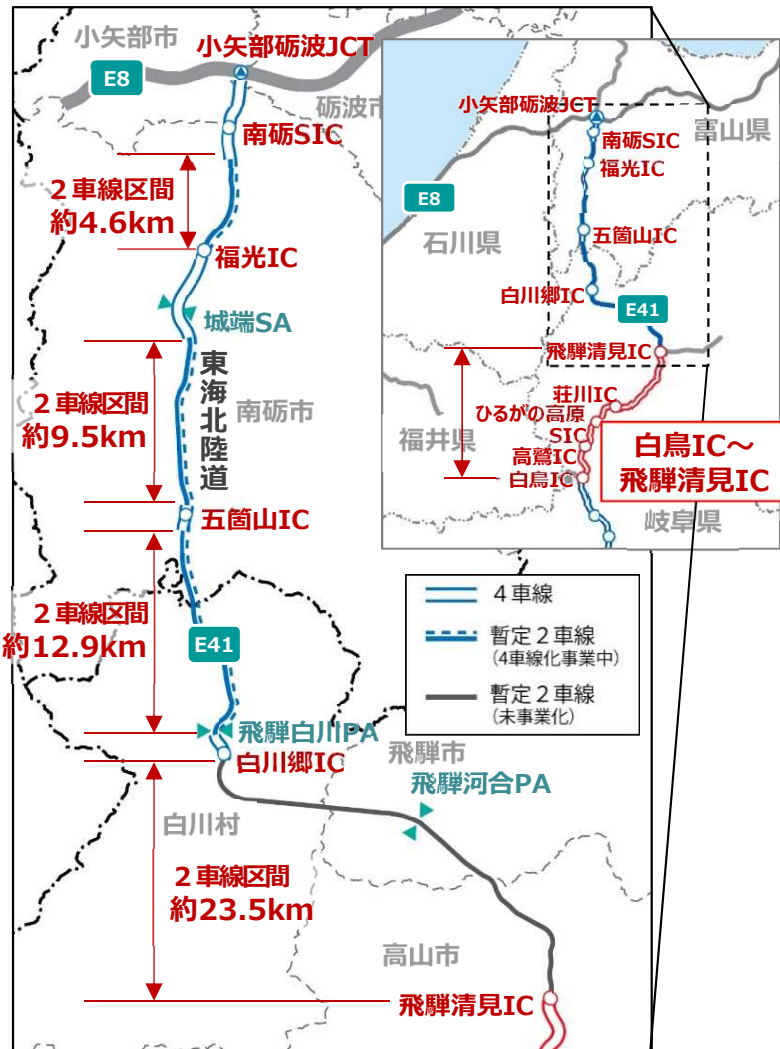 小矢部市
小矢部砺波JCT
E8
砺波市
南砺SIC
２車線区間
約4.6km
福光IC
城端SA
東海北陸道
２車線区間
約9.5km
南砺市
五箇山IC
２車線区間
約12.9km
E41
飛騨白川PA
白川郷IC
飛騨市
飛騨河合PA
白川村
２車線区間
約23.5km
高山市
飛騨清見IC
小矢部砺波JCT
富山県
南砺SIC
福光IC
E8
石川県
五箇山IC
白川郷IC
E41
飛騨清見IC
荘川IC
ひるがの高原
SIC
福井県
高鷲IC
白鳥IC
白鳥IC～
飛騨清見IC
岐阜県
４車線
暫定２車線
(4車線化事業中)
暫定２車線
(未事業化)